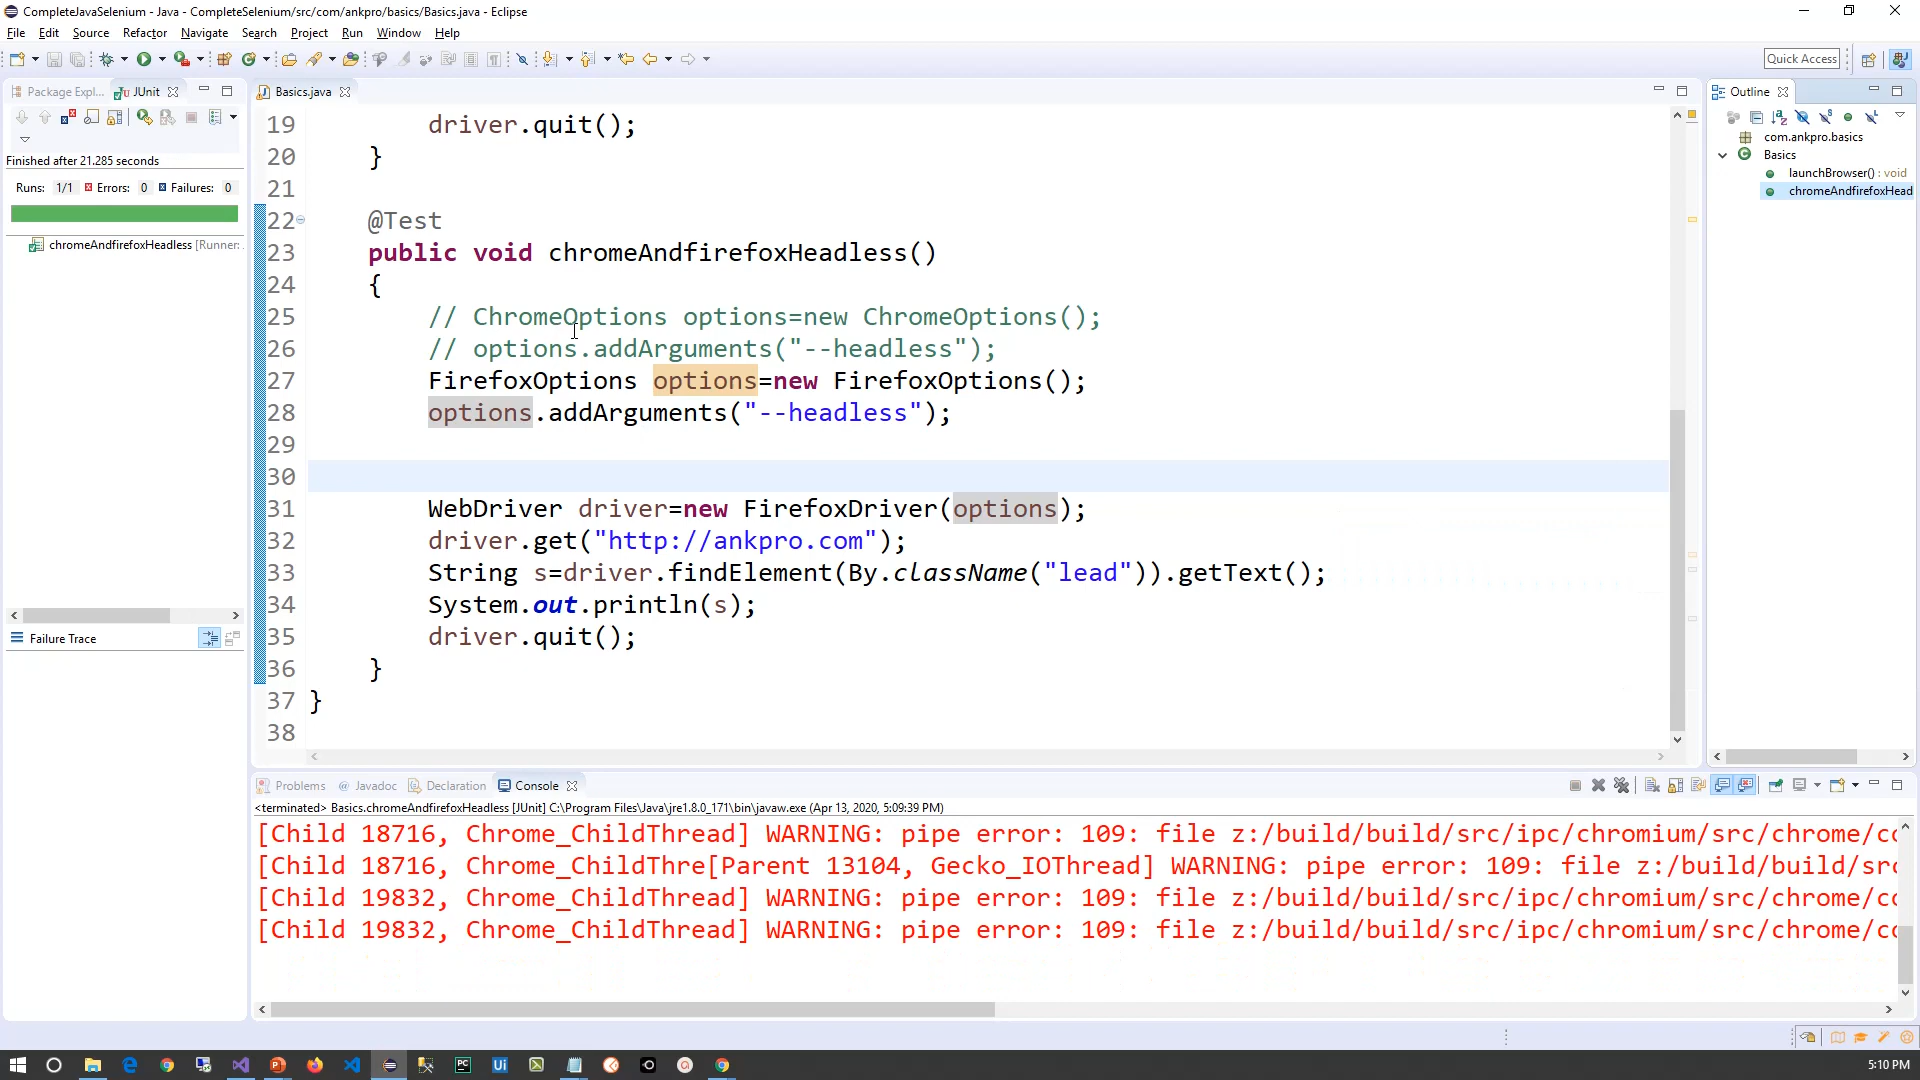 CompleteJavaSelenium - Java - CompleteSelenium/src/com/ankpro/basics/Basics.java - Eclipse
File Edit Source Refactor Navigate Search Project Run Window Help
Quick Access
Package Expl... JUnit
Finished after 21.285 seconds
Runs: 1/1 Errors: 0 Failures: 0
chromeAndfirefoxHeadless [Runner:
Failure Trace
Basics.java
19 driver.quit();
20 }
21
22 @Test
23 public void chromeAndfirefoxHeadless()
24 {
25 // ChromeOptions options=new ChromeOptions();
26 // options.addArguments("--headless");
27 FirefoxOptions options=new FirefoxOptions();
28 options.addArguments("--headless");
29
30
31 WebDriver driver=new FirefoxDriver(options);
32 driver.get("http://ankpro.com");
33 String s=driver.findElement(By.className("lead")).getText();
34 System.out.println(s);
35 driver.quit();
36 }
37 }
38
Outline
com.ankpro.basics
Basics
launchBrowser() : void
chromeAndfirefoxHead
Problems Javadoc Declaration Console
<terminated> Basics.chromeAndfirefoxHeadless [JUnit] C:\Program Files\Java\jre1.8.0_171\bin\javaw.exe (Apr 13, 2020, 5:09:39 PM)
[Child 18716, Chrome_ChildThread] WARNING: pipe error: 109: file z:/build/build/src/ipc/chromium/src/chrome/co
[Child 18716, Chrome_ChildThre[Parent 13104, Gecko_IOThread] WARNING: pipe error: 109: file z:/build/build/src
[Child 19832, Chrome_ChildThread] WARNING: pipe error: 109: file z:/build/build/src/ipc/chromium/src/chrome/co
[Child 19832, Chrome_ChildThread] WARNING: pipe error: 109: file z:/build/build/src/ipc/chromium/src/chrome/co
5:10 PM